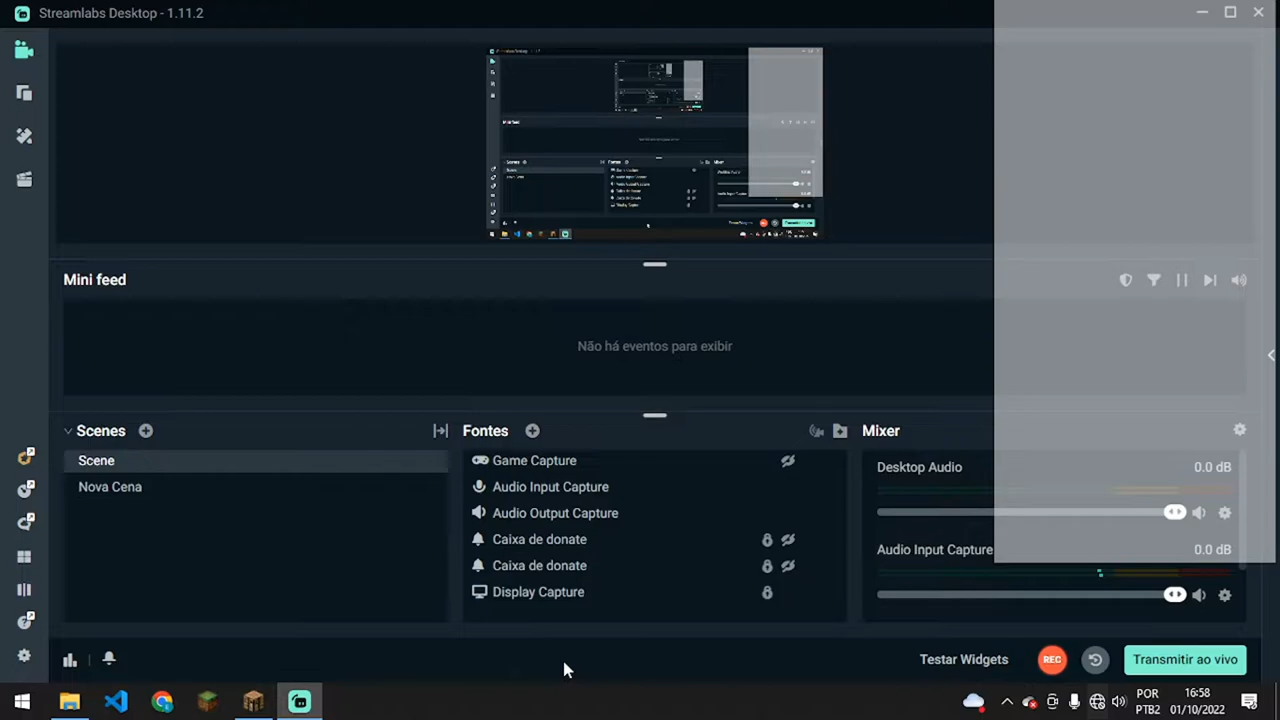 Streamlabs Desktop - 1.11.2
Mini feed
Não há eventos para exibir
Scenes
Scene
Nova Cena
Fontes
Game Capture
Audio Input Capture
Audio Output Capture
Caixa de donate
Caixa de donate
Display Capture
Mixer
Desktop Audio 0.0 dB
Audio Input Capture 0.0 dB
Testar Widgets
REC
Transmitir ao vivo
POR
PTB2
16:58
01/10/2022